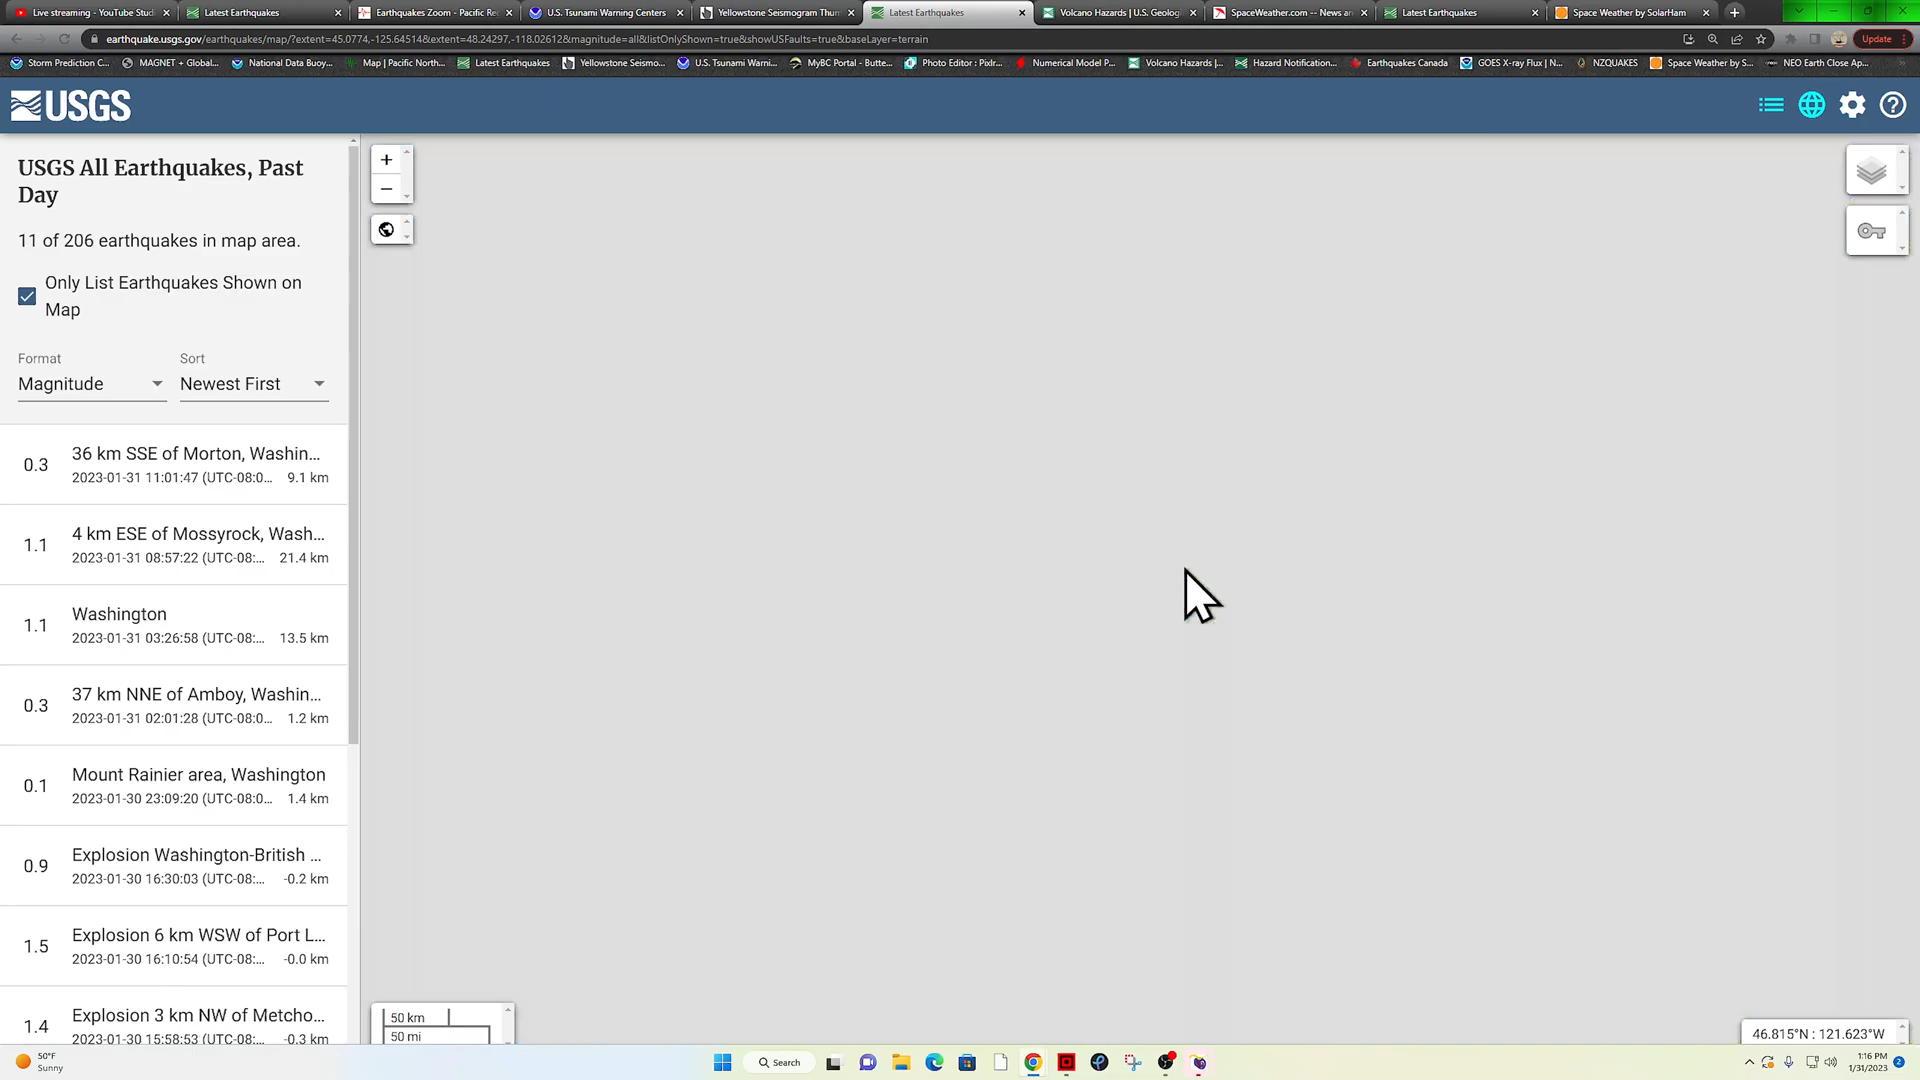 Live streaming - YouTube Studi
Latest Earthquakes
Earthquakes Zoom - Pacific Re
U.S. Tsunami Warning Centers
Yellowstone Seismogram Thum
Latest Earthquakes
Volcano Hazards | U.S. Geolog
SpaceWeather.com -- News an
Latest Earthquakes
Space Weather by SolarHam
earthquake.usgs.gov/earthquakes/map/?extent=45.0774,-125.64514&extent=48.24297,-118.02612&magnitude=all&listOnlyShown=true&showUSFaults=true&baseLayer=terrain
Update
Storm Prediction C...
MAGNET + Global...
National Data Buoy...
Map | Pacific North...
Latest Earthquakes
Yellowstone Seismo...
U.S. Tsunami Warni...
MyBC Portal - Butte...
Photo Editor : Pixlr...
Numerical Model P...
Volcano Hazards |...
Hazard Notification...
Earthquakes Canada
GOES X-ray Flux | N...
NZQUAKES
Space Weather by S...
NEO Earth Close Ap...
USGS
USGS All Earthquakes, Past
Day
11 of 206 earthquakes in map area.
Only List Earthquakes Shown on
Map
Format
Sort
Magnitude
Newest First
0.3
36 km SSE of Morton, Washin...
2023-01-31 11:01:47 (UTC-08:0... 9.1 km
1.1
4 km ESE of Mossyrock, Wash...
2023-01-31 08:57:22 (UTC-08:... 21.4 km
1.1
Washington
2023-01-31 03:26:58 (UTC-08:... 13.5 km
0.3
37 km NNE of Amboy, Washin...
2023-01-31 02:01:28 (UTC-08:0... 1.2 km
0.1
Mount Rainier area, Washington
2023-01-30 23:09:20 (UTC-08:0... 1.4 km
0.9
Explosion Washington-British ...
2023-01-30 16:30:03 (UTC-08:... -0.2 km
1.5
Explosion 6 km WSW of Port L...
2023-01-30 16:10:54 (UTC-08:... -0.0 km
1.4
Explosion 3 km NW of Metcho...
2023-01-30 15:58:53 (UTC-08:... -0.3 km
50 km
50 mi
46.815°N : 121.623°W
50°F
Sunny
Search
1:16 PM
1/31/2023
2